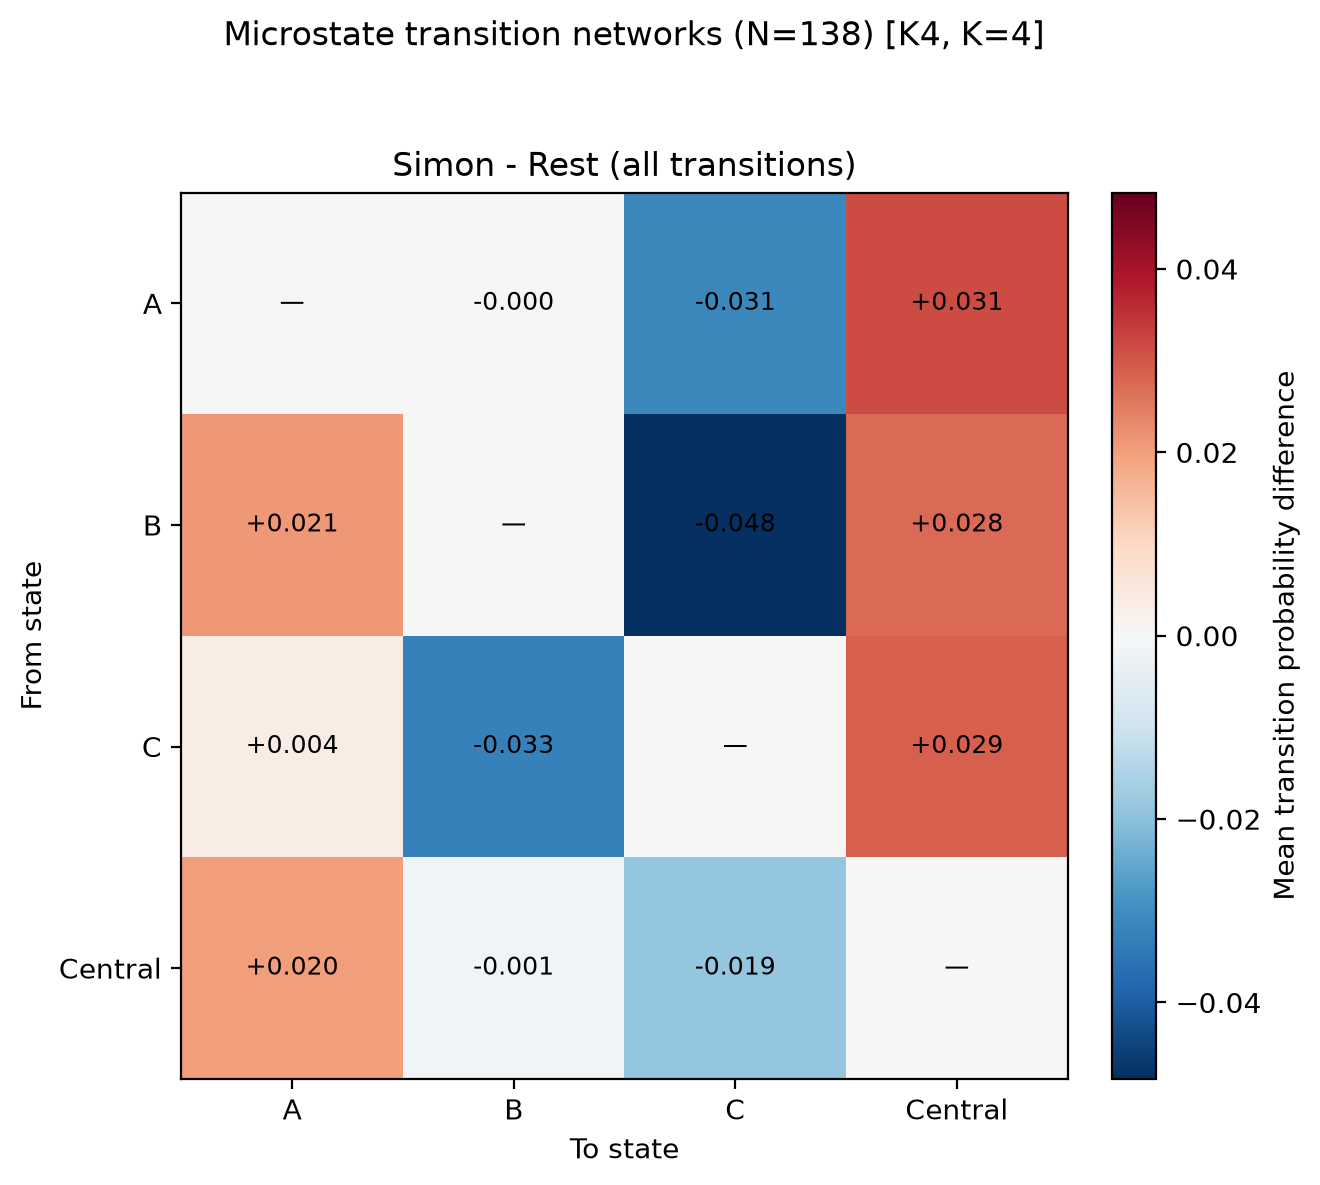 Microstate transition networks (N=138) [K4, K=4]
Simon - Rest (all transitions)
A — -0.000 -0.031 +0.031
B +0.021 — -0.048 +0.028
C +0.004 -0.033 — +0.029
Central +0.020 -0.001 -0.019 —
A B C Central
To state
From state
0.04
0.02
0.00
−0.02
−0.04
Mean transition probability difference